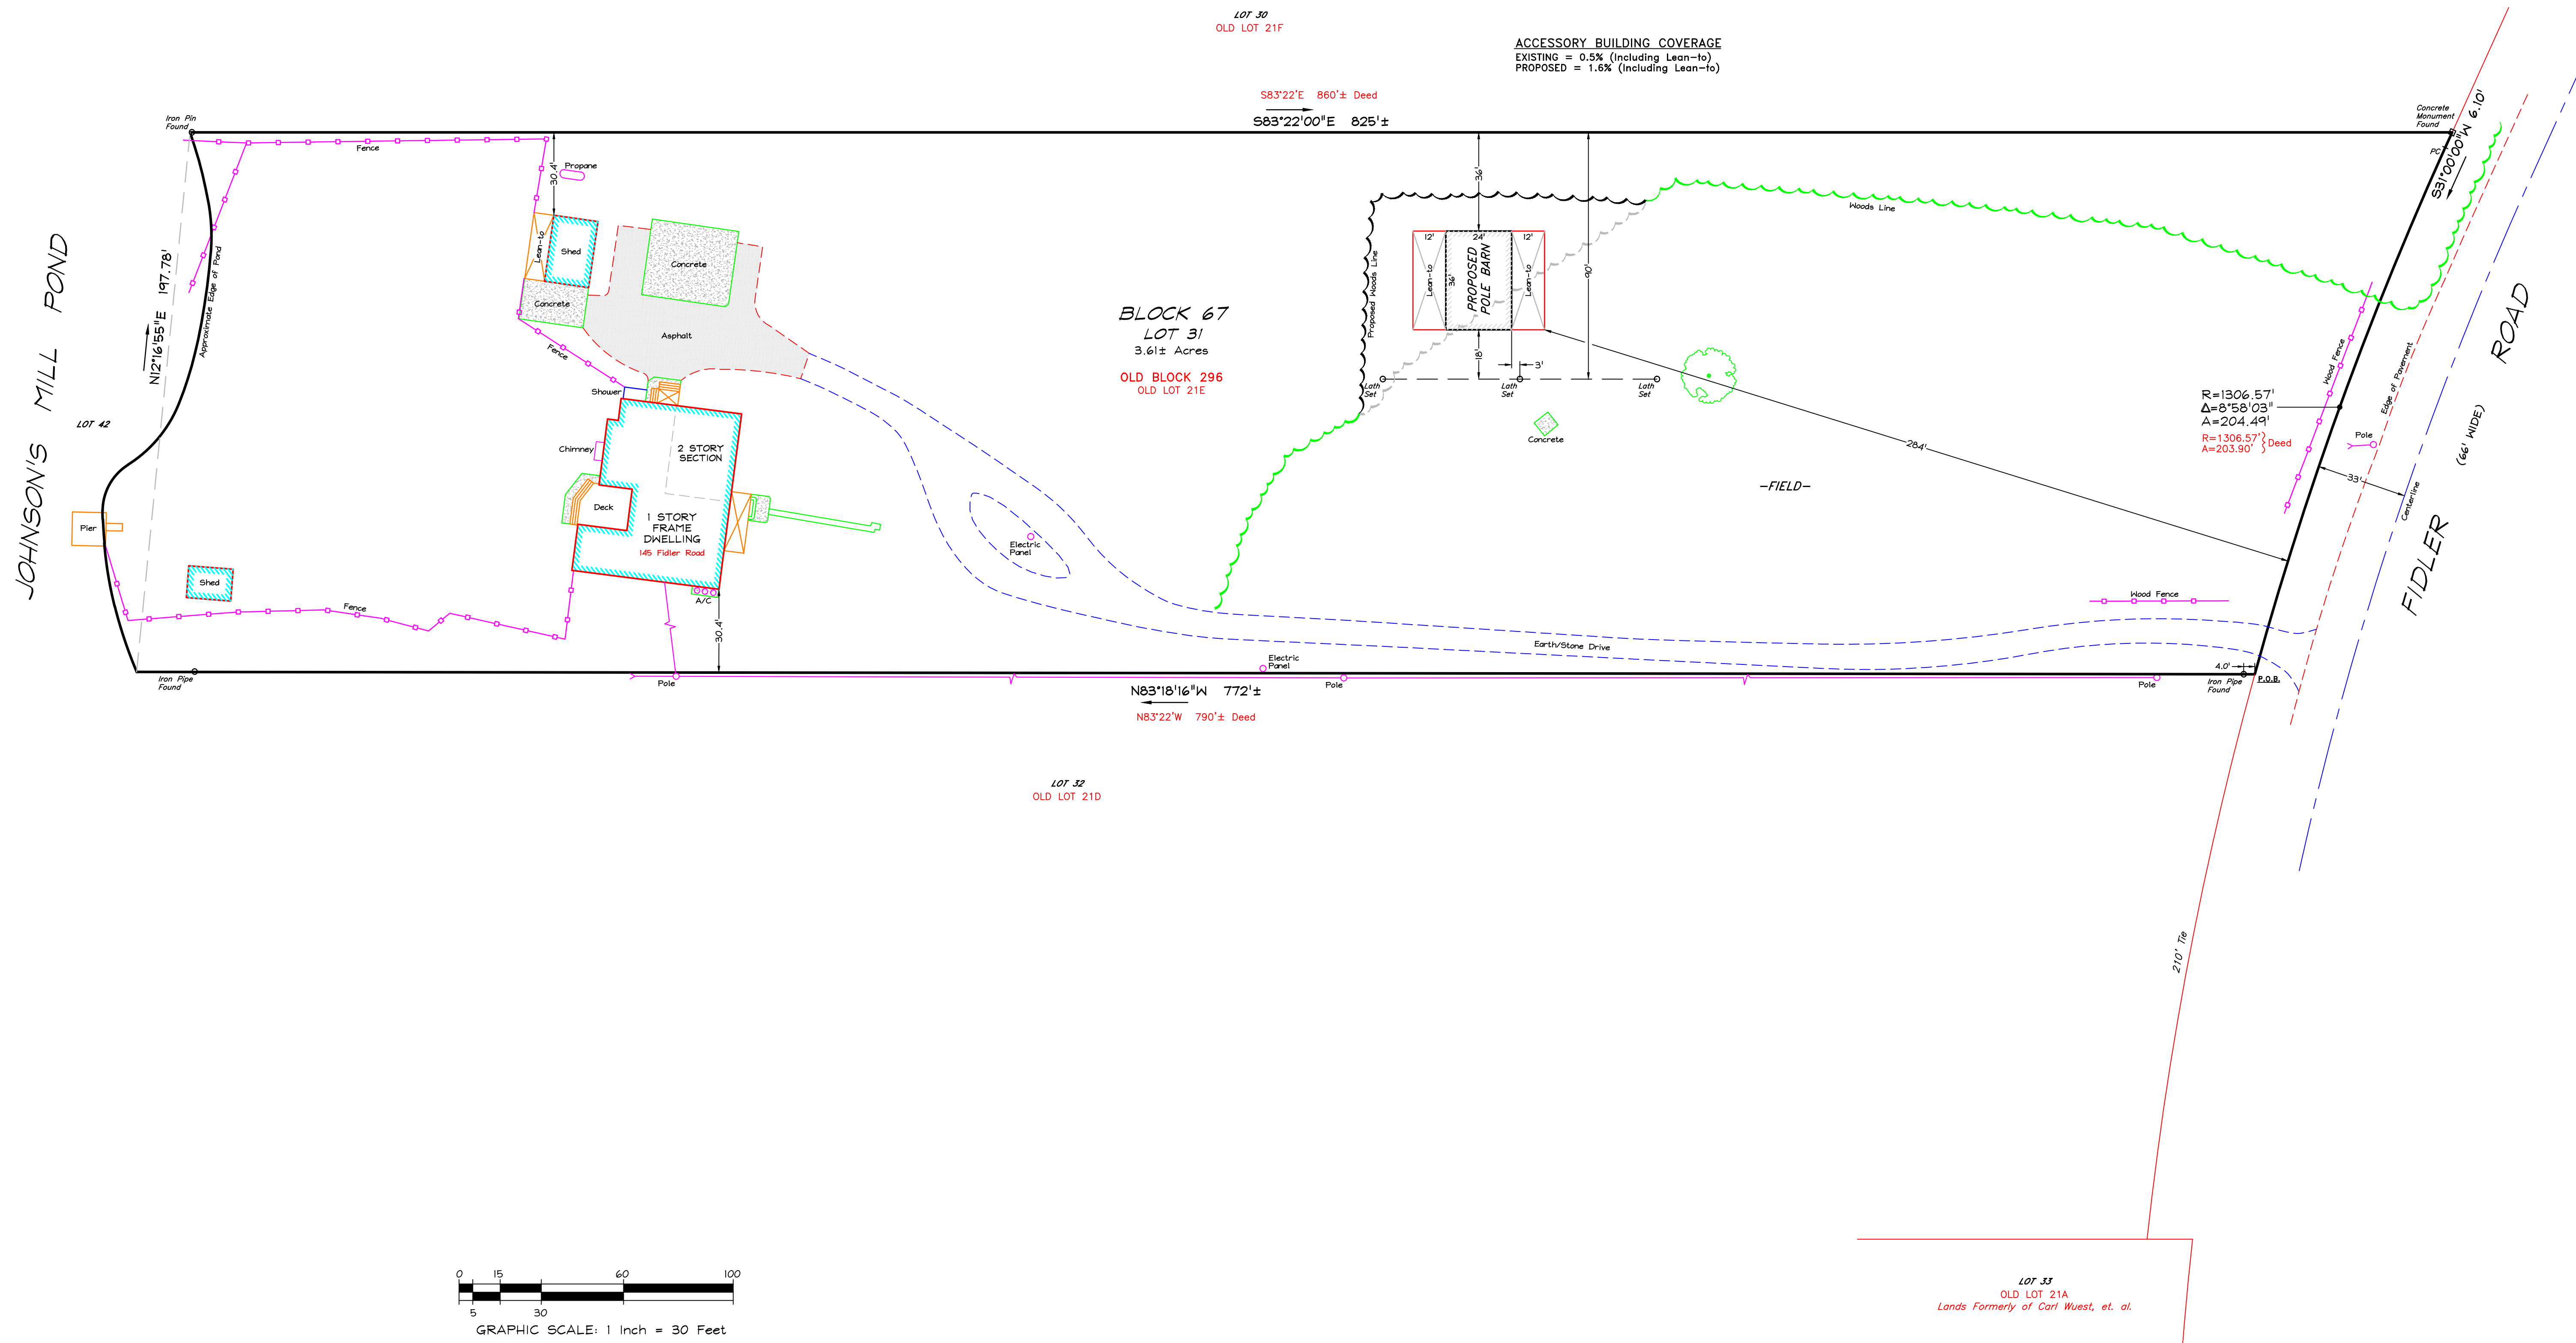 LOT 30
OLD LOT 21F
ACCESSORY BUILDING COVERAGE
EXISTING = 0.5% (Including Lean-to)
PROPOSED = 1.6% (Including Lean-to)
S83°22'E 860'± Deed
S83°22'00"E 825'±
Iron Pin
Found
Concrete
Monument
Found
PC
S31°00'00"W 6.10'
Fence
Propane
30.4'
Lean-to
Shed
Concrete
Concrete
Asphalt
Fence
Shower
JOHNSON'S MILL POND
N12°16'55"E 197.78'
Approximate Edge of Pond
LOT 42
Pier
Shed
Fence
Chimney
2 STORY
SECTION
Deck
1 STORY
FRAME
DWELLING
145 Fidler Road
A/C
30.4'
Electric
Panel
BLOCK 67
LOT 31
3.61± Acres
OLD BLOCK 296
OLD LOT 21E
Proposed Woods Line
36'
90'
12'
24'
12'
Lean-to
36'
PROPOSED
POLE BARN
Lean-to
18'
3'
Lath
Set
Lath
Set
Lath
Set
Concrete
Woods Line
284'
-FIELD-
R=1306.57'
Δ=8°58'03"
A=204.49'
R=1306.57'
A=203.90'
Deed
Wood Fence
Edge of Pavement
Pole
33'
Centerline
(66' WIDE)
FIDLER ROAD
Wood Fence
Earth/Stone Drive
Electric
Panel
4.0'
Iron Pipe
Found
P.O.B.
Iron Pipe
Found
Pole
Pole
Pole
N83°18'16"W 772'±
N83°22'W 790'± Deed
LOT 32
OLD LOT 21D
210' Tie
LOT 33
OLD LOT 21A
Lands Formerly of Carl Wuest, et. al.
0 15 60 100
5 30
GRAPHIC SCALE: 1 Inch = 30 Feet